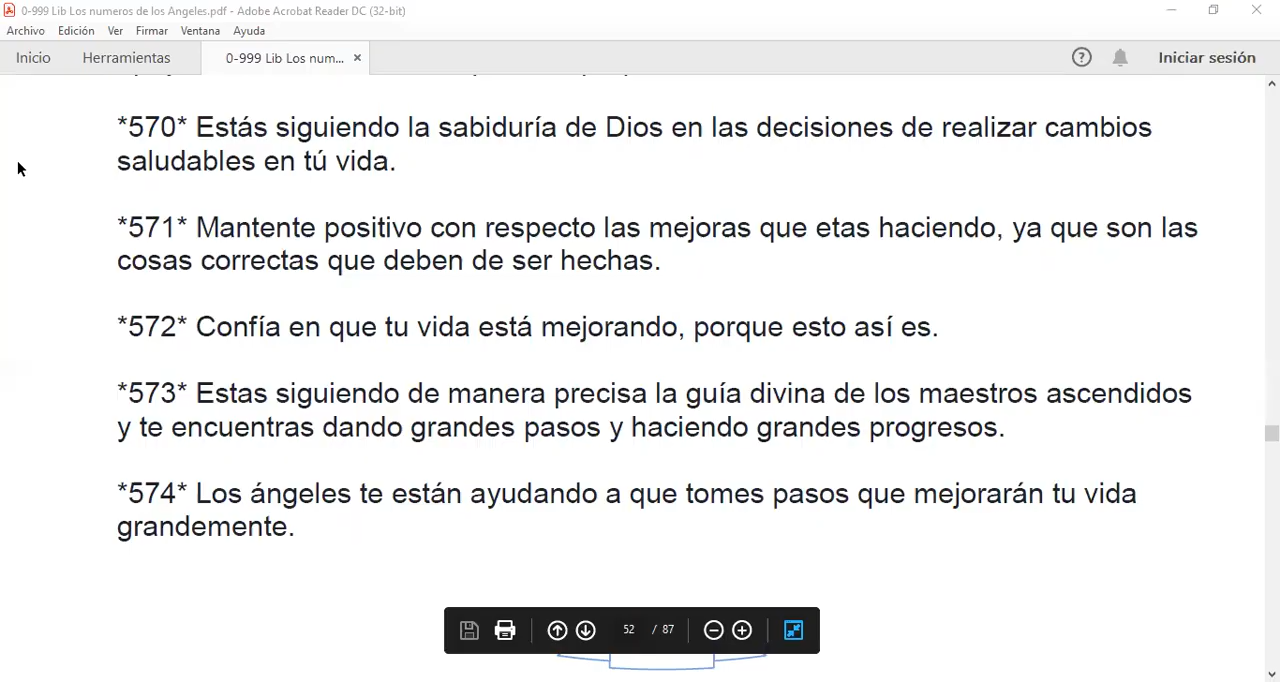 0-999 Lib Los numeros de los Angeles.pdf - Adobe Acrobat Reader DC (32-bit)
Archivo Edición Ver Firmar Ventana Ayuda
Inicio Herramientas 0-999 Lib Los num... × Iniciar sesión
*570* Estás siguiendo la sabiduría de Dios en las decisiones de realizar cambios
saludables en tú vida.
*571* Mantente positivo con respecto las mejoras que etas haciendo, ya que son las
cosas correctas que deben de ser hechas.
*572* Confía en que tu vida está mejorando, porque esto así es.
*573* Estas siguiendo de manera precisa la guía divina de los maestros ascendidos
y te encuentras dando grandes pasos y haciendo grandes progresos.
*574* Los ángeles te están ayudando a que tomes pasos que mejorarán tu vida
grandemente.
52 / 87